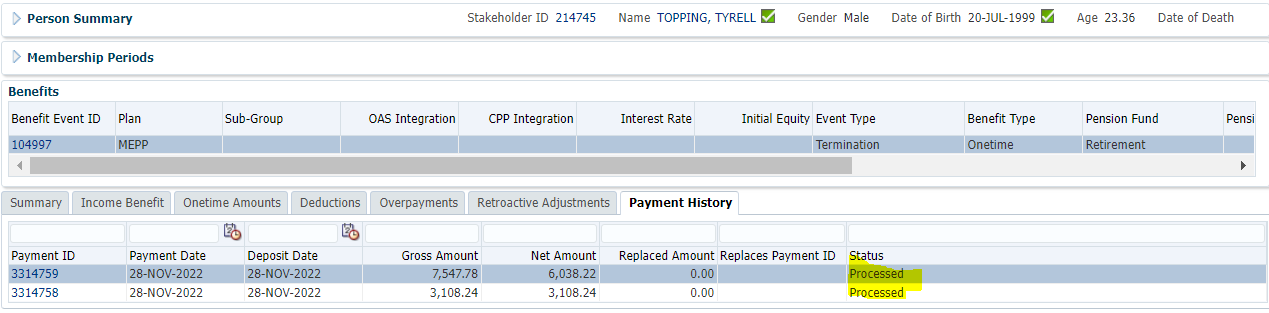 Person Summary Stakeholder ID 214745 Name TOPPING, TYRELL Gender Male Date of Birth 20-JUL-1999 Age 23.36 Date of Death
Membership Periods
Benefits
Benefit Event ID Plan Sub-Group OAS Integration CPP Integration Interest Rate Initial Equity Event Type Benefit Type Pension Fund Pensi
104997 MEPP Termination Onetime Retirement
Summary Income Benefit Onetime Amounts Deductions Overpayments Retroactive Adjustments Payment History
Payment ID Payment Date Deposit Date Gross Amount Net Amount Replaced Amount Replaces Payment ID Status
3314759 28-NOV-2022 28-NOV-2022 7,547.78 6,038.22 0.00 Processed
3314758 28-NOV-2022 28-NOV-2022 3,108.24 3,108.24 0.00 Processed